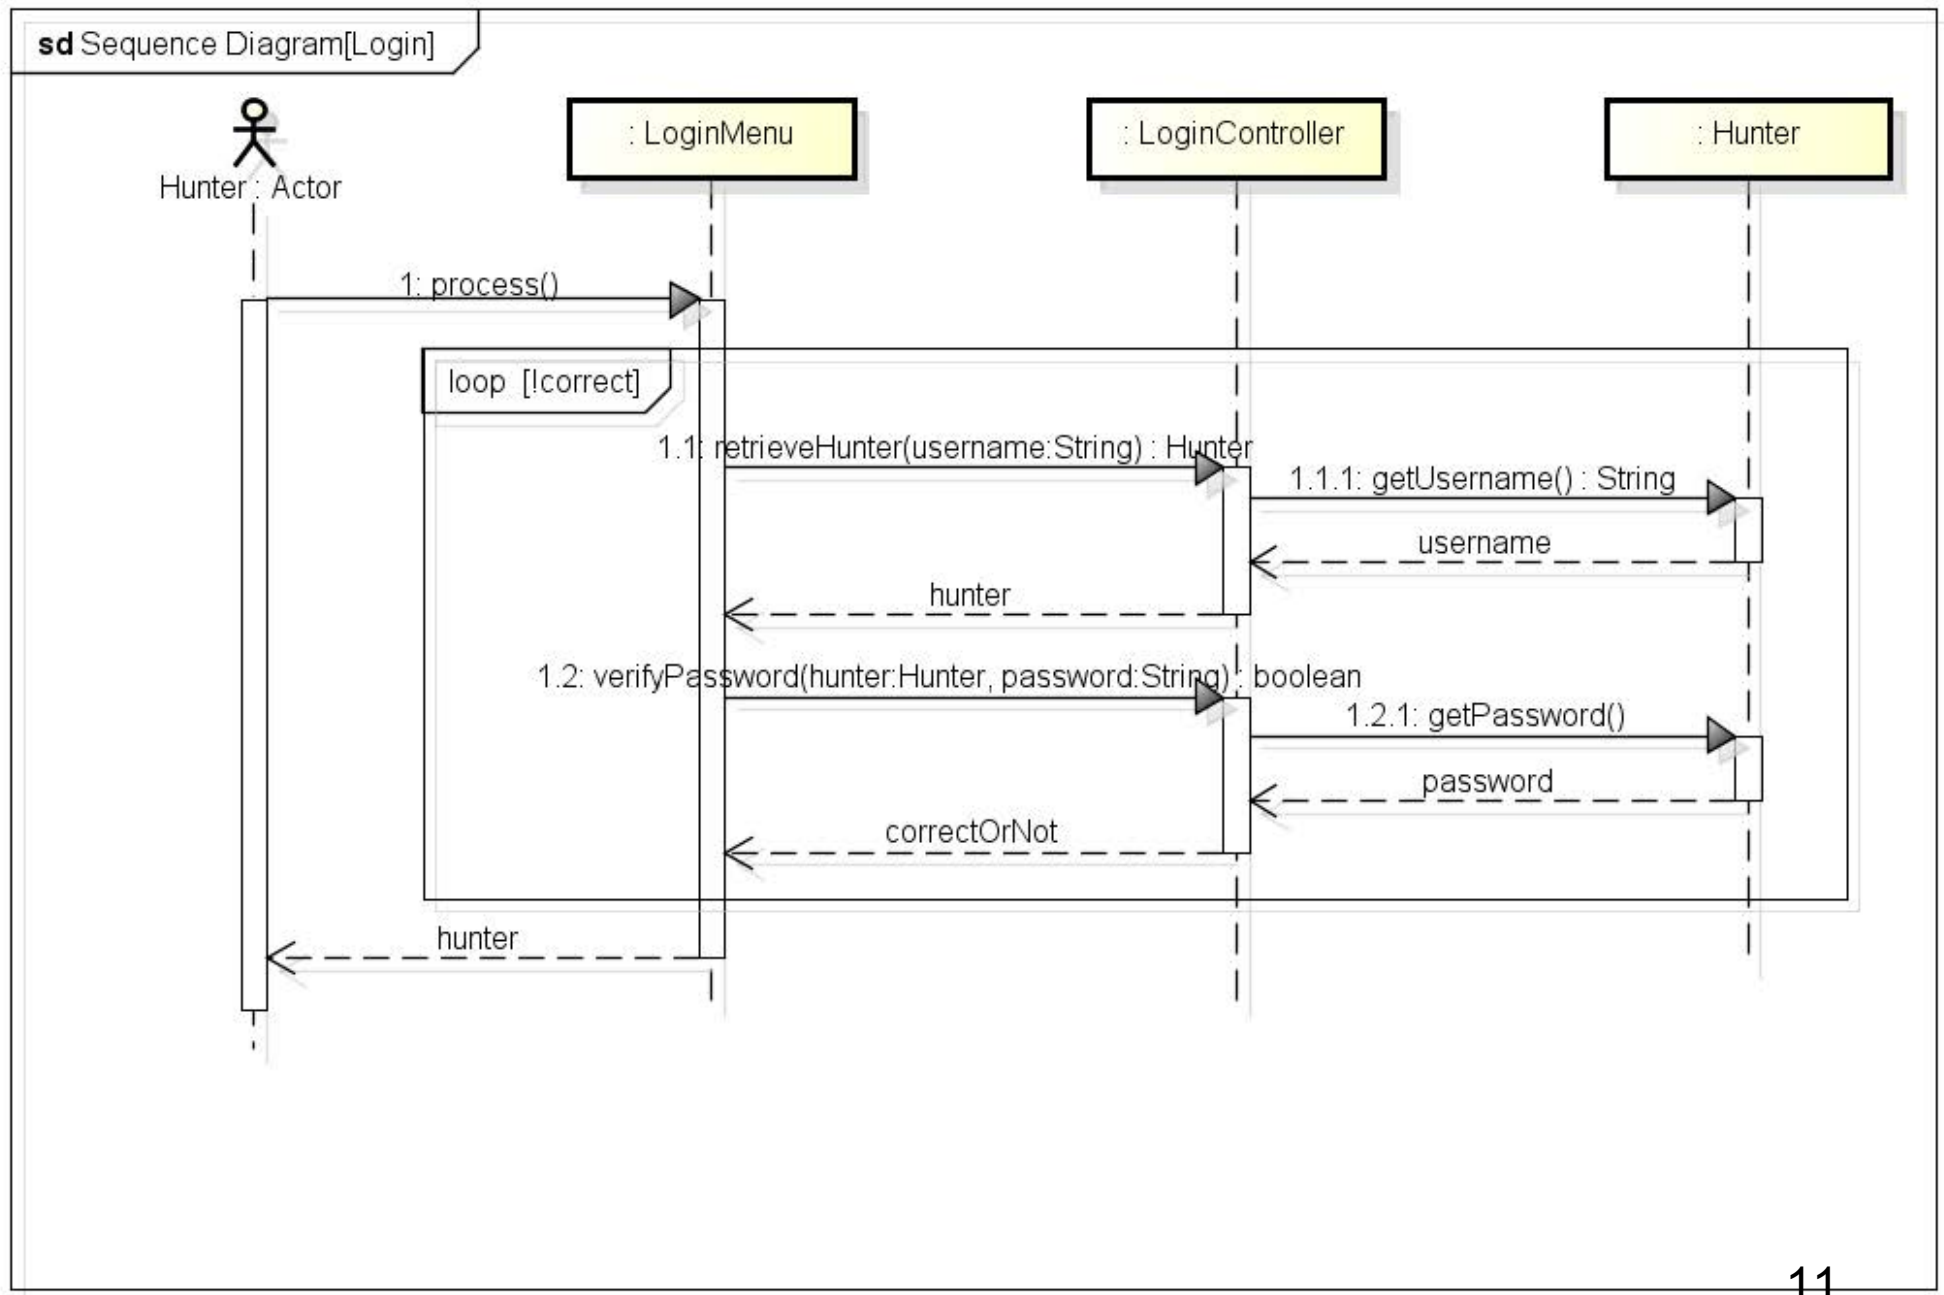 sd Sequence Diagram[Login]
Hunter : Actor
: LoginMenu
: LoginController
: Hunter
1: process()
loop [!correct]
1.1: retrieveHunter(username:String) : Hunter
1.1.1: getUsername() : String
username
hunter
1.2: verifyPassword(hunter:Hunter, password:String) : boolean
1.2.1: getPassword()
password
correctOrNot
hunter
11